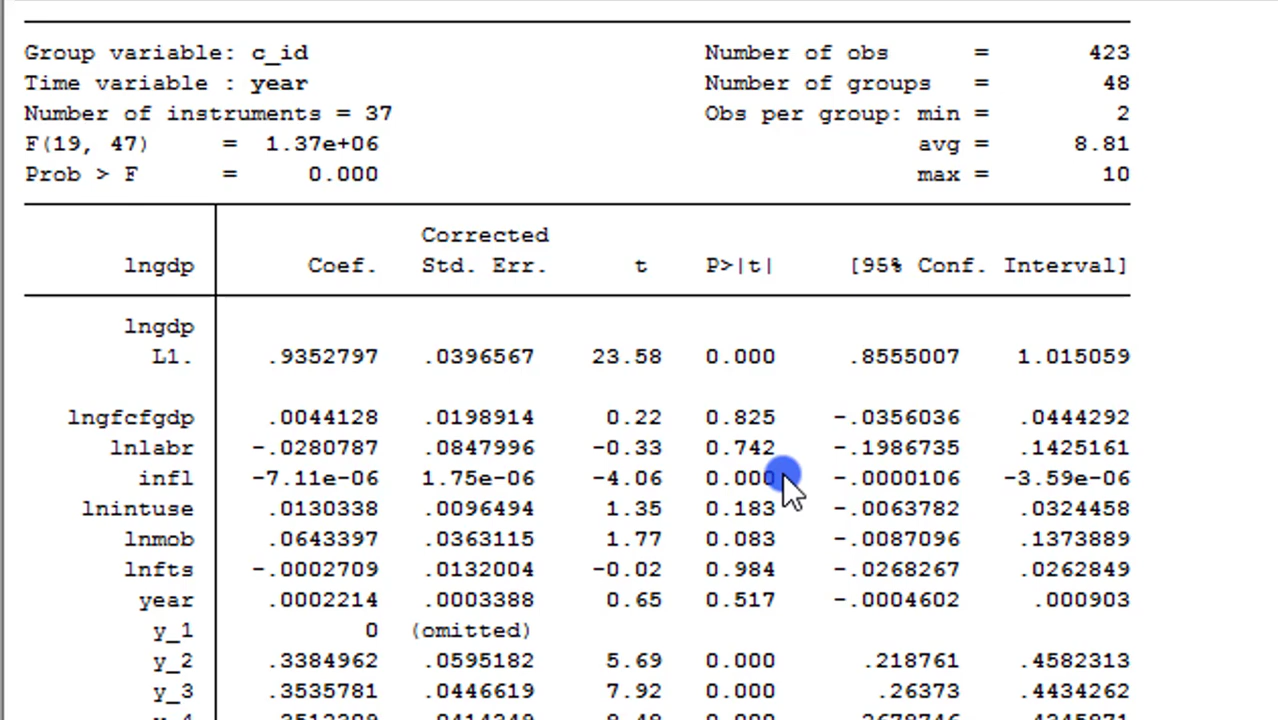 Group variable: c_id Number of obs = 423
Time variable : year Number of groups = 48
Number of instruments = 37 Obs per group: min = 2
F(19, 47) = 1.37e+06 avg = 8.81
Prob > F = 0.000 max = 10
Corrected
lngdp Coef. Std. Err. t P>|t| [95% Conf. Interval]
lngdp
L1. .9352797 .0396567 23.58 0.000 .8555007 1.015059
lngfcfgdp .0044128 .0198914 0.22 0.825 -.0356036 .0444292
lnlabr -.0280787 .0847996 -0.33 0.742 -.1986735 .1425161
infl -7.11e-06 1.75e-06 -4.06 0.000 -.0000106 -3.59e-06
lnintuse .0130338 .0096494 1.35 0.183 -.0063782 .0324458
lnmob .0643397 .0363115 1.77 0.083 -.0087096 .1373889
lnfts -.0002709 .0132004 -0.02 0.984 -.0268267 .0262849
year .0002214 .0003388 0.65 0.517 -.0004602 .000903
y_1 0 (omitted)
y_2 .3384962 .0595182 5.69 0.000 .218761 .4582313
y_3 .3535781 .0446619 7.92 0.000 .26373 .4434262